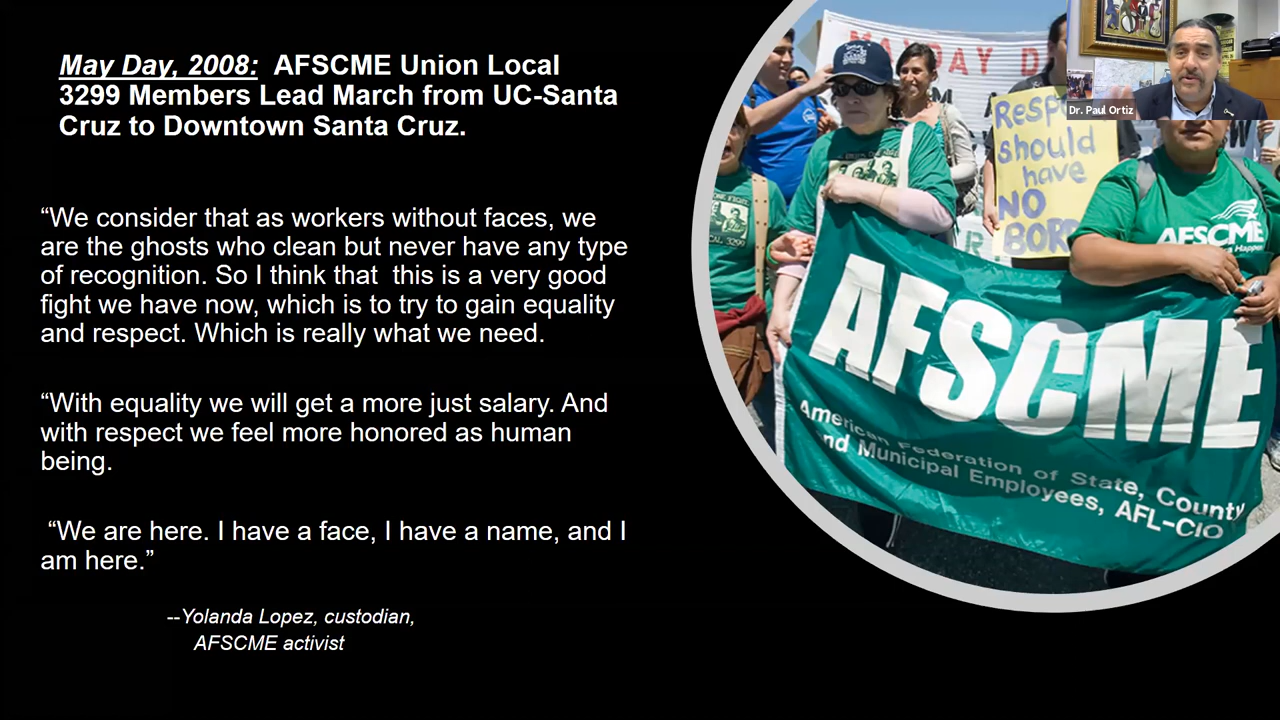 May Day, 2008: AFSCME Union Local
3299 Members Lead March from UC-Santa
Cruz to Downtown Santa Cruz.
“We consider that as workers without faces, we
are the ghosts who clean but never have any type
of recognition. So I think that this is a very good
fight we have now, which is to try to gain equality
and respect. Which is really what we need.
“With equality we will get a more just salary. And
with respect we feel more honored as human
being.
“We are here. I have a face, I have a name, and I
am here.”
--Yolanda Lopez, custodian,
AFSCME activist
Dr. Paul Ortiz
MAYDAY D
should
have
NO
AFSCME
LOCAL 3299
AFSCME
American Federation of State, County
and Municipal Employees, AFL-CIO